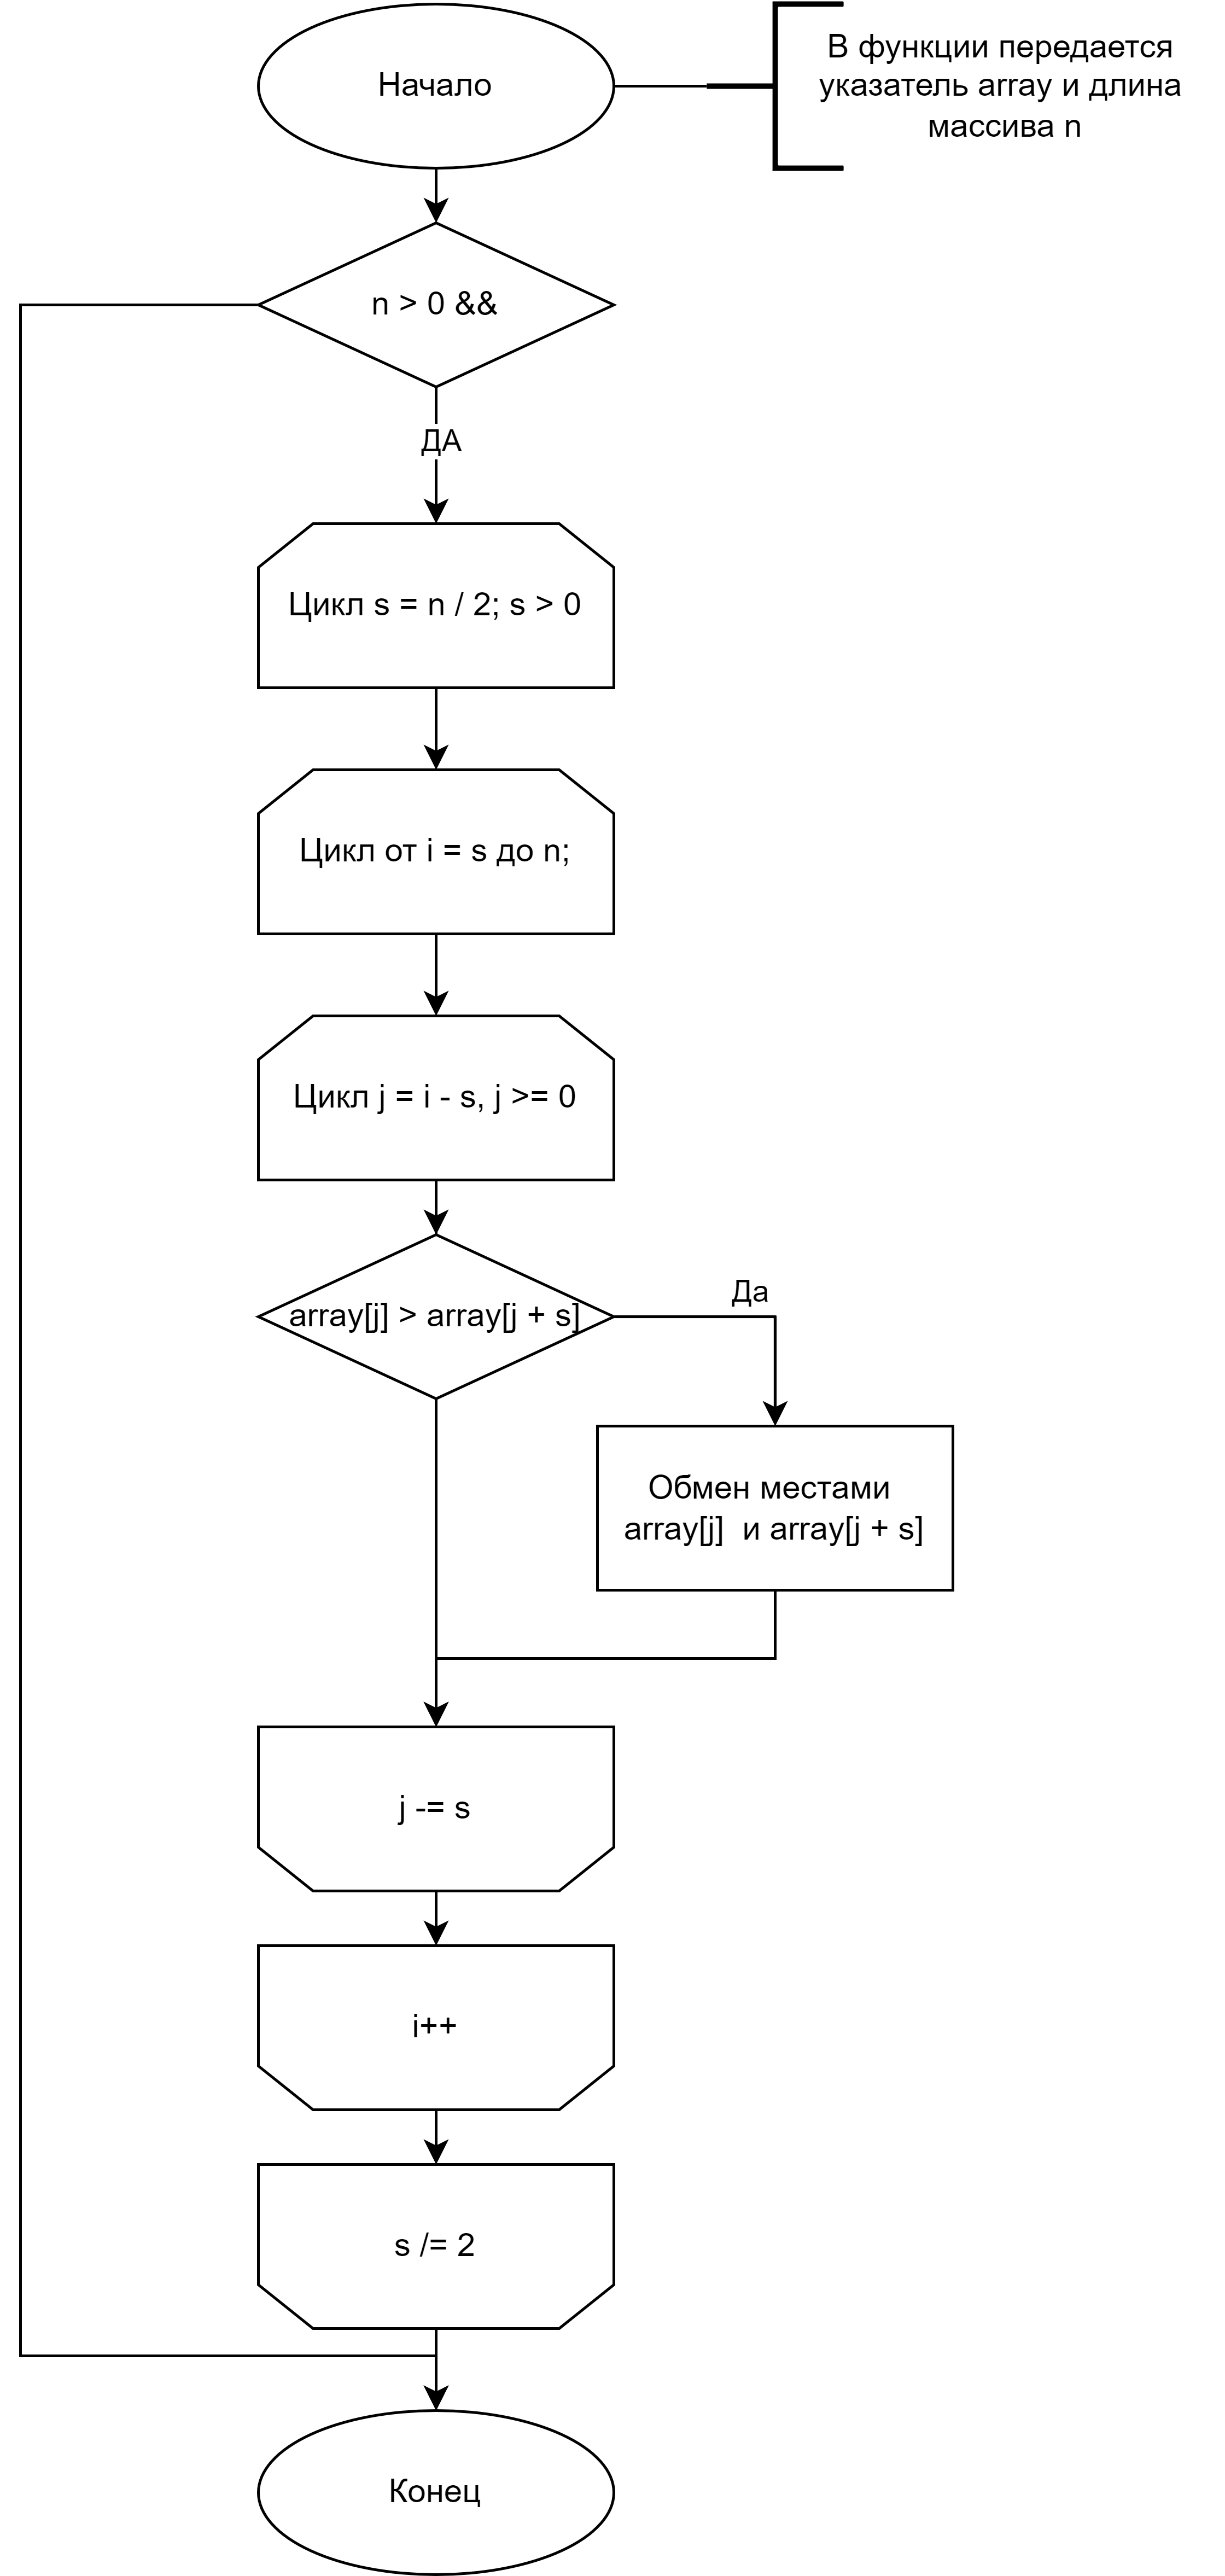 Начало
В функции передается
указатель array и длина
массива n
n > 0 &&
ДА
Цикл s = n / 2; s > 0
Цикл от i = s до n;
Цикл j = i - s, j >= 0
array[j] > array[j + s]
Да
Обмен местами
array[j]  и array[j + s]
j -= s
i++
s /= 2
Конец